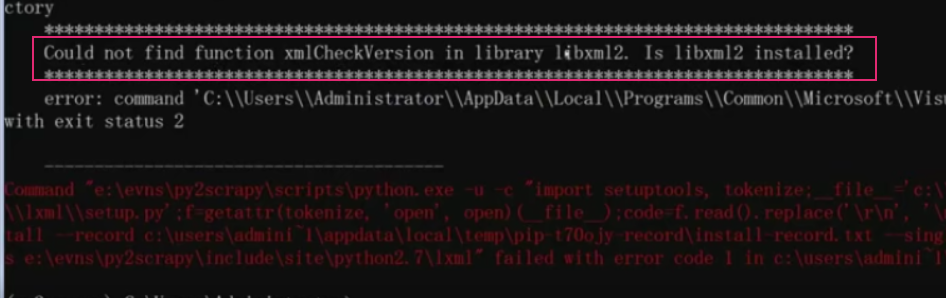 ctory
*********************************************************************************
Could not find function xmlCheckVersion in library libxml2. Is libxml2 installed?
*********************************************************************************
error: command 'C:\\Users\\Administrator\\AppData\\Local\\Programs\\Common\\Microsoft\\Visu
with exit status 2
----------------------------------------
Command "e:\evns\py2scrapy\scripts\python.exe -u -c "import setuptools, tokenize;__file__='c:\
\\lxml\\setup.py';f=getattr(tokenize, 'open', open)(__file__);code=f.read().replace('\r\n', '\
tall --record c:\users\admini~1\appdata\local\temp\pip-t70ojy-record\install-record.txt --sing
s e:\evns\py2scrapy\include\site\python2.7\lxml" failed with error code 1 in c:\users\admini~1